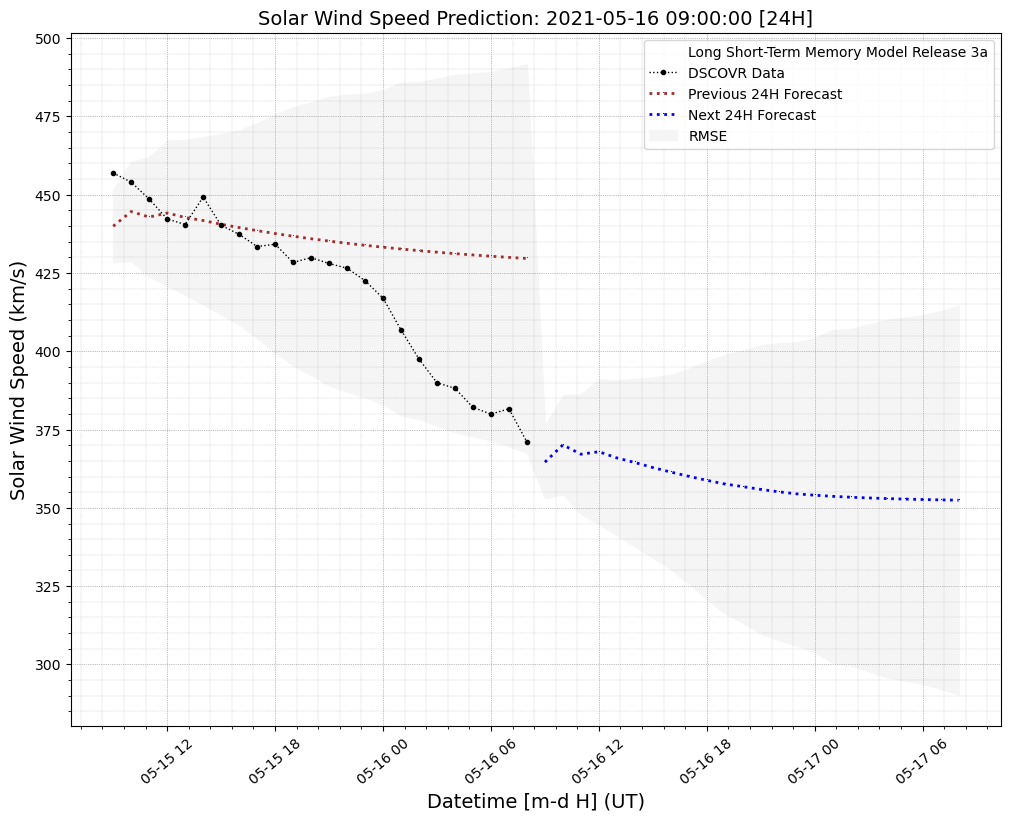 Solar Wind Speed Prediction: 2021-05-16 09:00:00 [24H]
Long Short-Term Memory Model Release 3a
DSCOVR Data
Previous 24H Forecast
Next 24H Forecast
RMSE
Solar Wind Speed (km/s)
500
475
450
425
400
375
350
325
300
05-15 12
05-15 18
05-16 00
05-16 06
05-16 12
05-16 18
05-17 00
05-17 06
Datetime [m-d H] (UT)